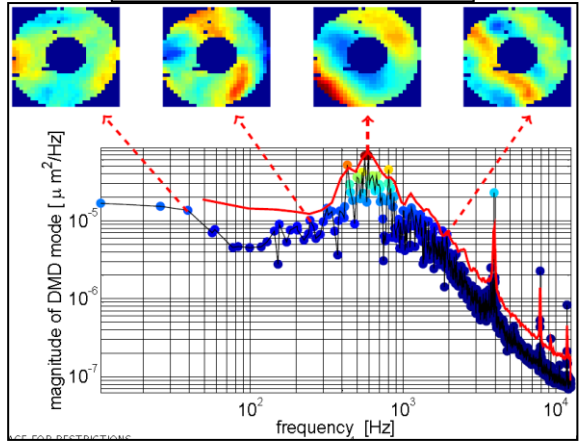 magnitude of DMD mode [ μ m²/Hz]
10⁻⁵
10⁻⁶
10⁻⁷
10² 10³ 10⁴
frequency [Hz]